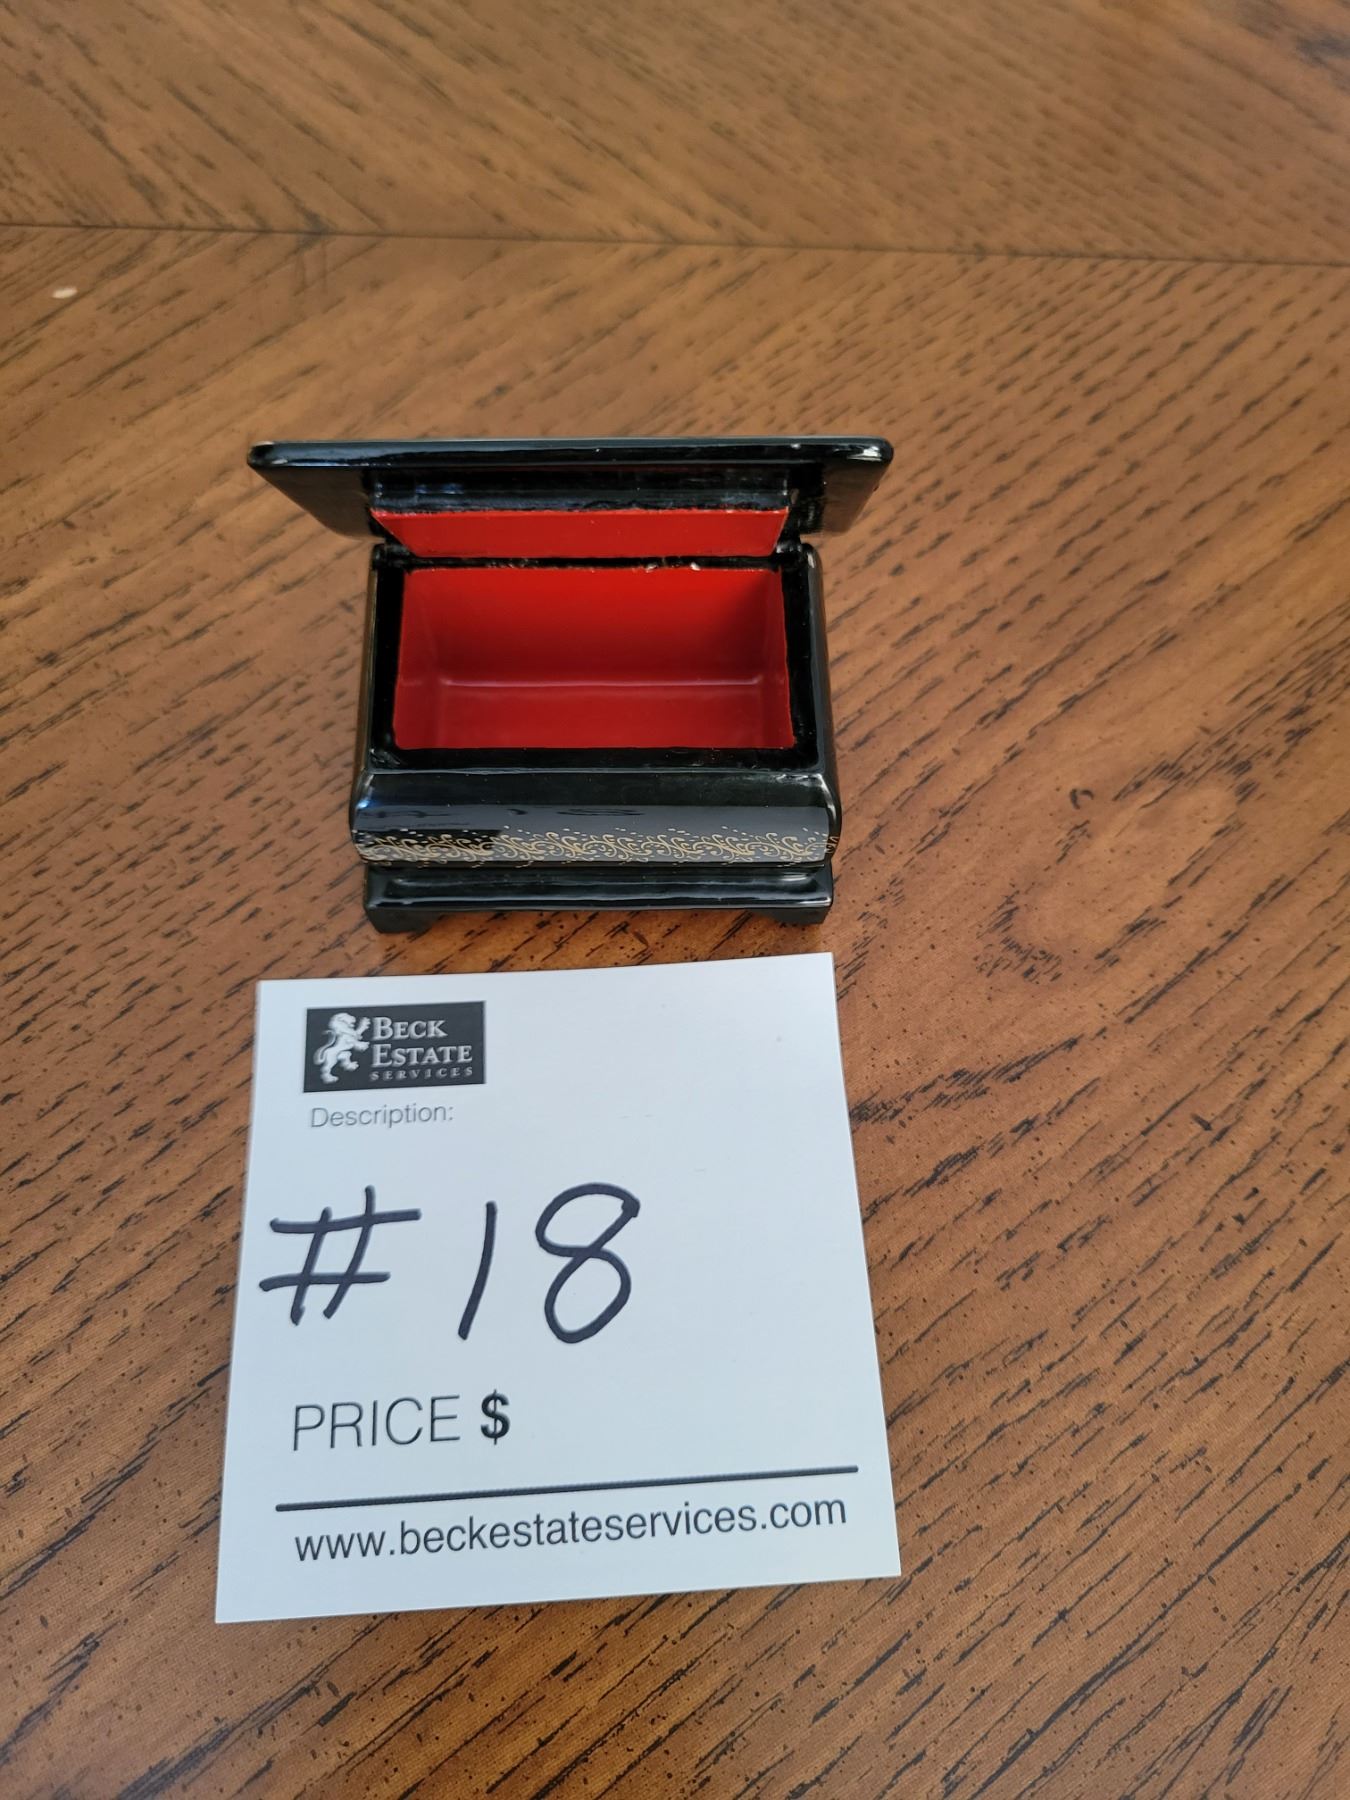 BECK
ESTATE
SERVICES
Description:
#18
PRICE $
www.beckestateservices.com